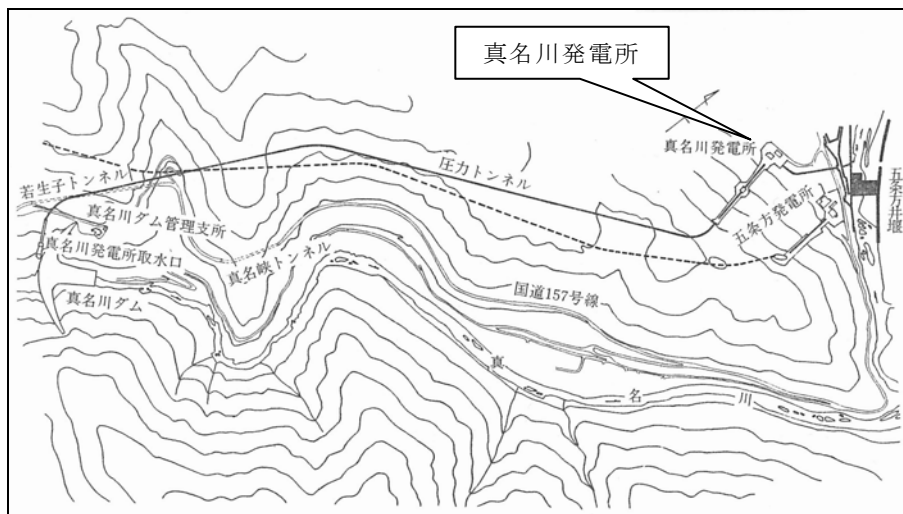 真名川発電所
真名川発電所
圧力トンネル
五条方発電所
五条方井堰
若生子トンネル
真名川ダム管理支所
真名川発電所取水口
真名峡トンネル
真名川ダム
国道157号線
真名川